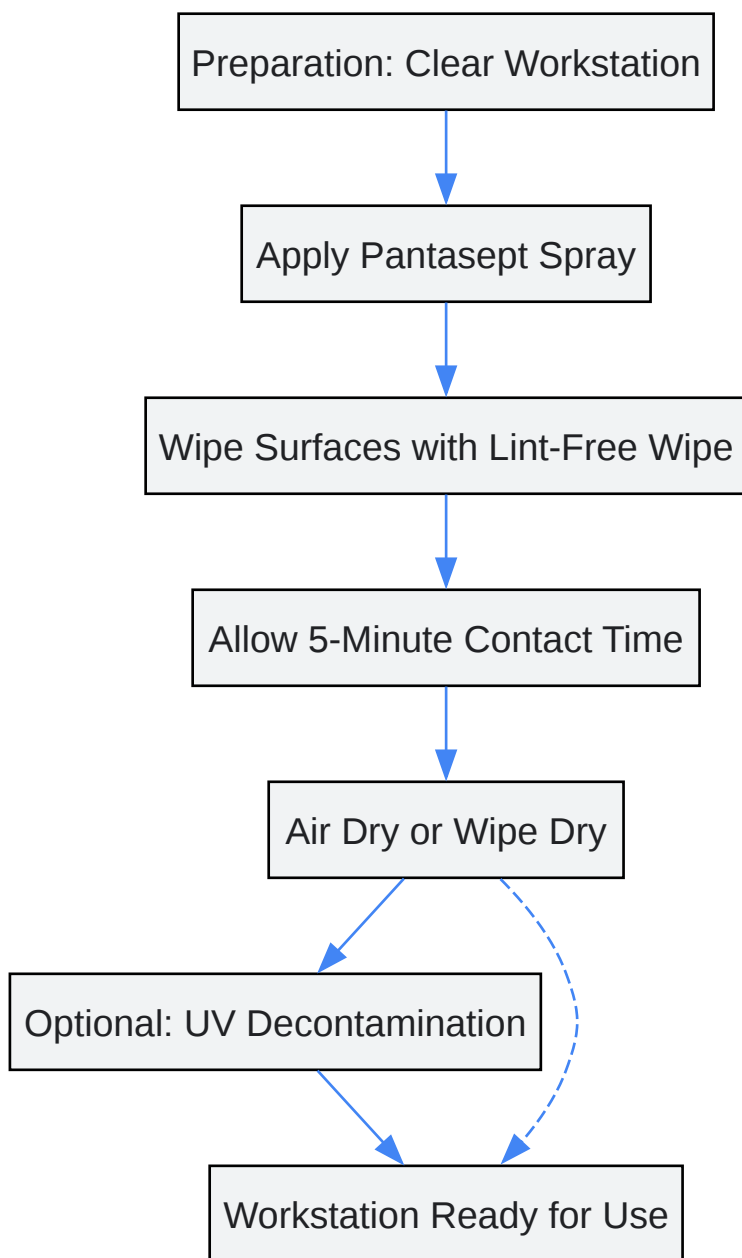 Preparation: Clear Workstation
Apply Pantasept Spray
Wipe Surfaces with Lint-Free Wipe
Allow 5-Minute Contact Time
Air Dry or Wipe Dry
Optional: UV Decontamination
Workstation Ready for Use